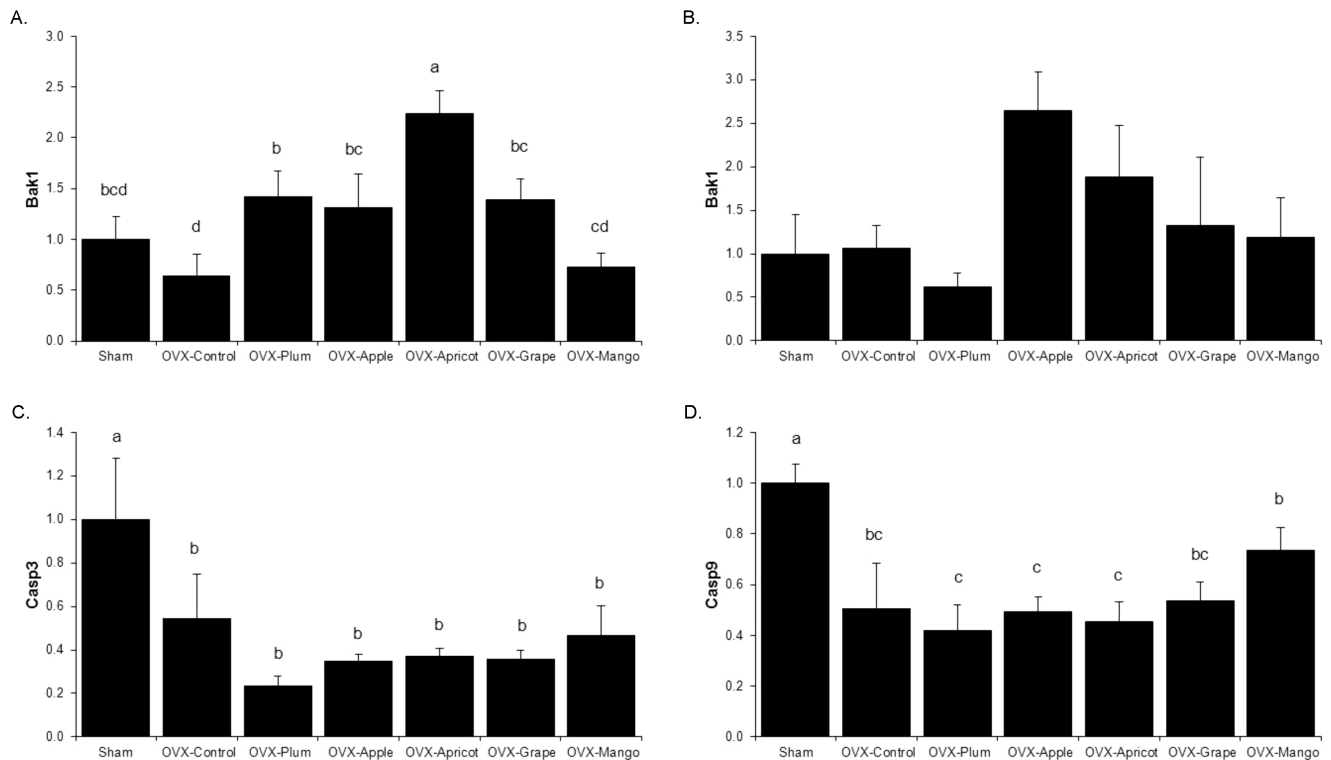 A.
3.0
2.5
2.0
1.5
1.0
0.5
0.0
Bak1
bcd
d
b
bc
a
bc
cd
Sham OVX-Control OVX-Plum OVX-Apple OVX-Apricot OVX-Grape OVX-Mango
B.
3.5
3.0
2.5
2.0
1.5
1.0
0.5
0.0
Bak1
Sham OVX-Control OVX-Plum OVX-Apple OVX-Apricot OVX-Grape OVX-Mango
C.
1.4
1.2
1.0
0.8
0.6
0.4
0.2
0.0
Casp3
a
b
b
b
b
b
b
Sham OVX-Control OVX-Plum OVX-Apple OVX-Apricot OVX-Grape OVX-Mango
D.
1.2
1.0
0.8
0.6
0.4
0.2
0.0
Casp9
a
bc
c
c
c
bc
b
Sham OVX-Control OVX-Plum OVX-Apple OVX-Apricot OVX-Grape OVX-Mango